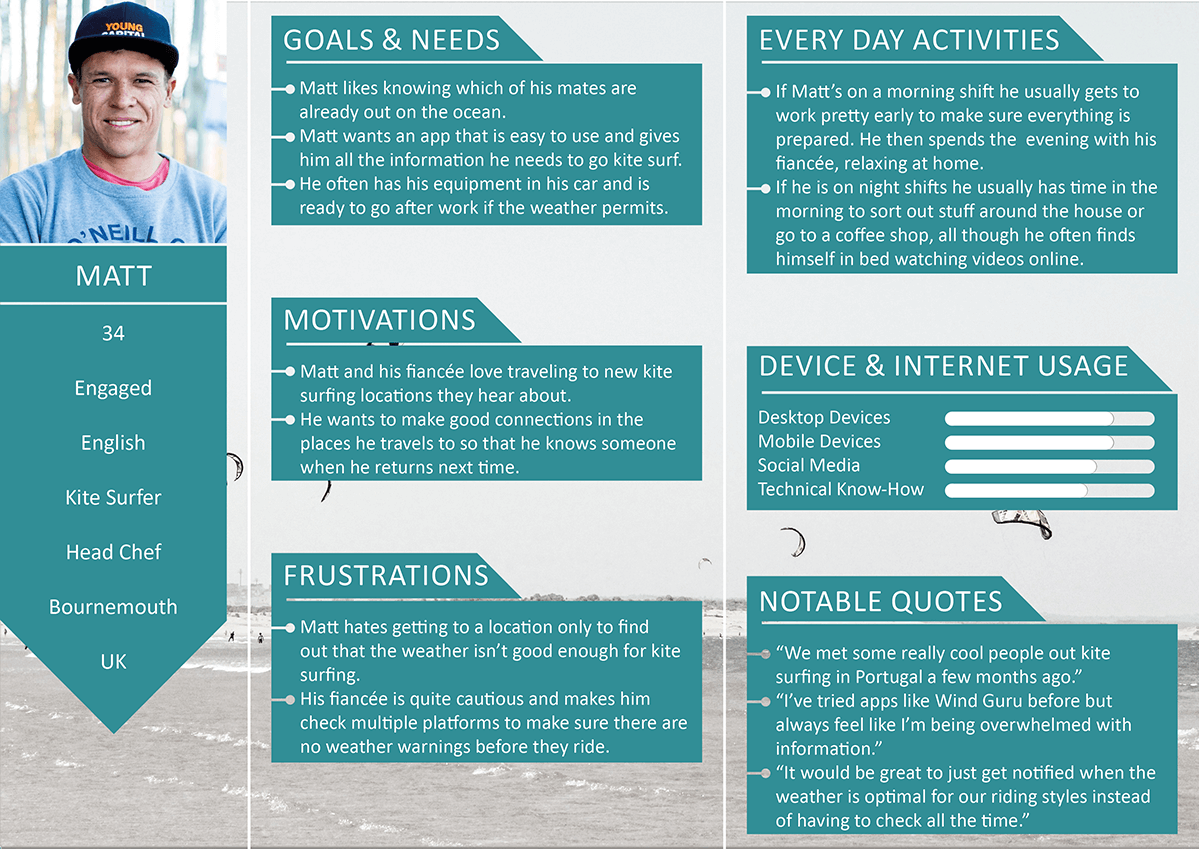 YOUNG
CAPITAL
O'NEILL
MATT
34
Engaged
English
Kite Surfer
Head Chef
Bournemouth
UK
GOALS & NEEDS
Matt likes knowing which of his mates are
already out on the ocean.
Matt wants an app that is easy to use and gives
him all the information he needs to go kite surf.
He often has his equipment in his car and is
ready to go after work if the weather permits.
MOTIVATIONS
Matt and his fiancée love traveling to new kite
surfing locations they hear about.
He wants to make good connections in the
places he travels to so that he knows someone
when he returns next time.
FRUSTRATIONS
Matt hates getting to a location only to find
out that the weather isn’t good enough for kite
surfing.
His fiancée is quite cautious and makes him
check multiple platforms to make sure there are
no weather warnings before they ride.
EVERY DAY ACTIVITIES
If Matt’s on a morning shift he usually gets to
work pretty early to make sure everything is
prepared. He then spends the  evening with his
fiancée, relaxing at home.
If he is on night shifts he usually has time in the
morning to sort out stuff around the house or
go to a coffee shop, all though he often finds
himself in bed watching videos online.
DEVICE & INTERNET USAGE
Desktop Devices
Mobile Devices
Social Media
Technical Know-How
NOTABLE QUOTES
“We met some really cool people out kite
surfing in Portugal a few months ago.”
“I’ve tried apps like Wind Guru before but
always feel like I’m being overwhelmed with
information.”
“It would be great to just get notified when the
weather is optimal for our riding styles instead
of having to check all the time.”